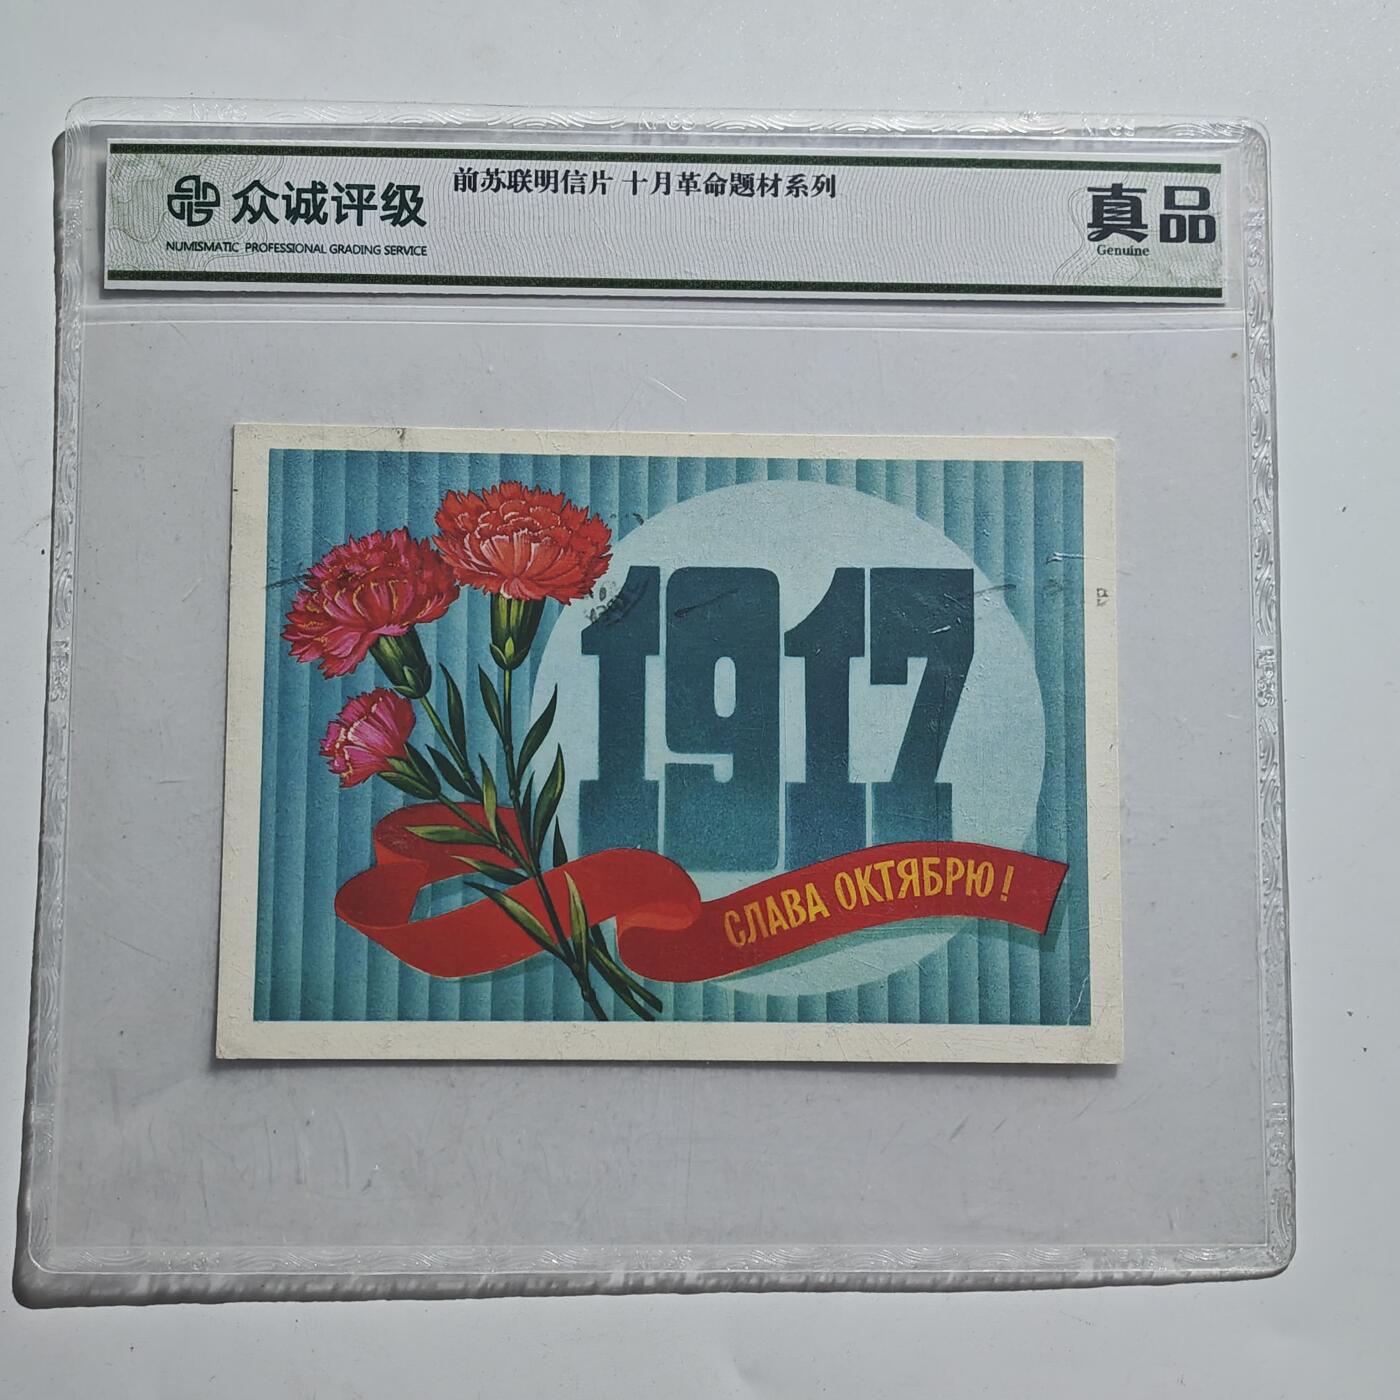 众诚评级
NUMISMATIC PROFESSIONAL GRADING SERVICE
前苏联明信片 十月革命题材系列
真品
Genuine
1917
СЛАВА ОКТЯБРЮ!